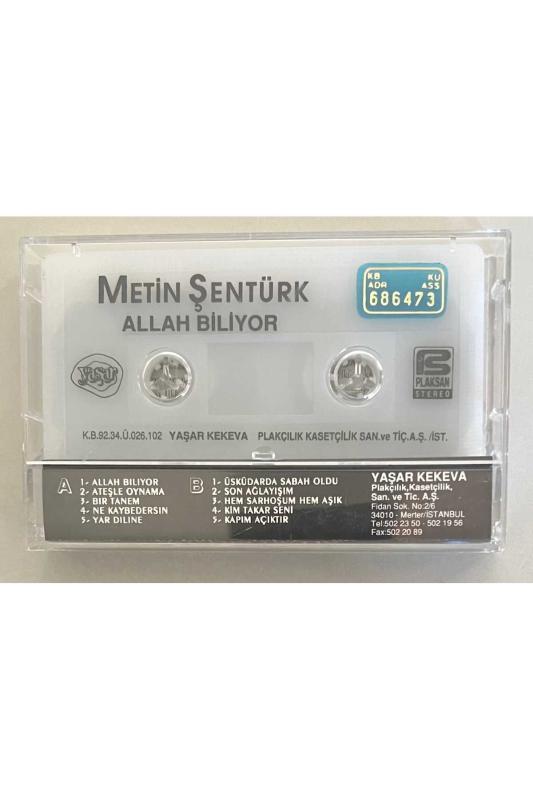 METİN ŞENTÜRK
ALLAH BİLİYOR
KB KU
ADR ASS
686473
Yaşar
PLAKSAN
STEREO
K.B.92.34.Ü.026.102 YAŞAR KEKEVA PLAKÇILIK KASETÇİLİK SAN.ve TİÇ.A.Ş. /İST.
A
1- ALLAH BİLİYOR
2- ATEŞLE OYNAMA
3- BİR TANEM
4- NE KAYBEDERSİN
5- YAR DİLİNE
B
1- ÜSKÜDARDA SABAH OLDU
2- SON AĞLAYIŞIM
3- HEM SARHOŞUM HEM AŞIK
4- KİM TAKAR SENİ
5- KAPIM AÇIKTIR
YAŞAR KEKEVA
Plakçılık,Kasetçilik,
San. ve Tic. A.Ş.
Fidan Sok. No:2/6
34010 - Merter/İSTANBUL
Tel:502 23 50 - 502 19 56
Fax:502 20 89